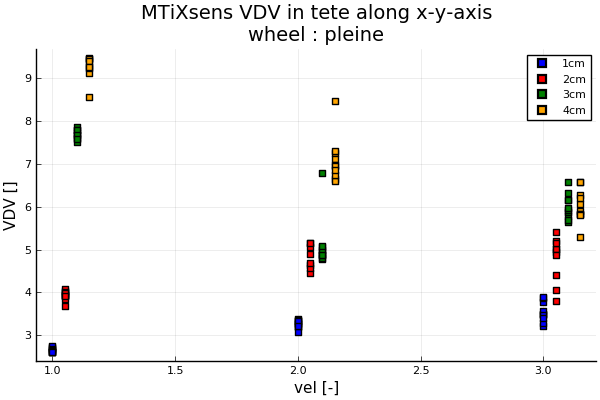 MTiXsens VDV in tete along x-y-axis
wheel : pleine
1cm
2cm
3cm
4cm
VDV []
9
8
7
6
5
4
3
1.0
1.5
2.0
2.5
3.0
vel [-]